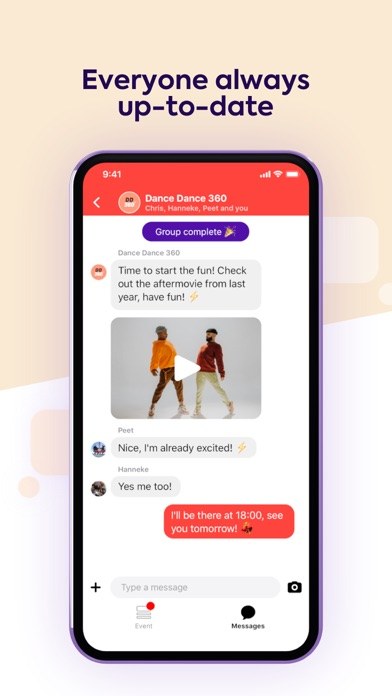 Everyone always
up-to-date
9:41
Dance Dance 360
Chris, Hanneke, Peet and you
Group complete 🎉
Dance Dance 360
Time to start the fun! Check
out the aftermovie from last
year, have fun! ⚡
Peet
Nice, I'm already excited! ⚡
Hanneke
Yes me too!
I'll be there at 18:00, see
you tomorrow! 💃
Type a message
Event
Messages